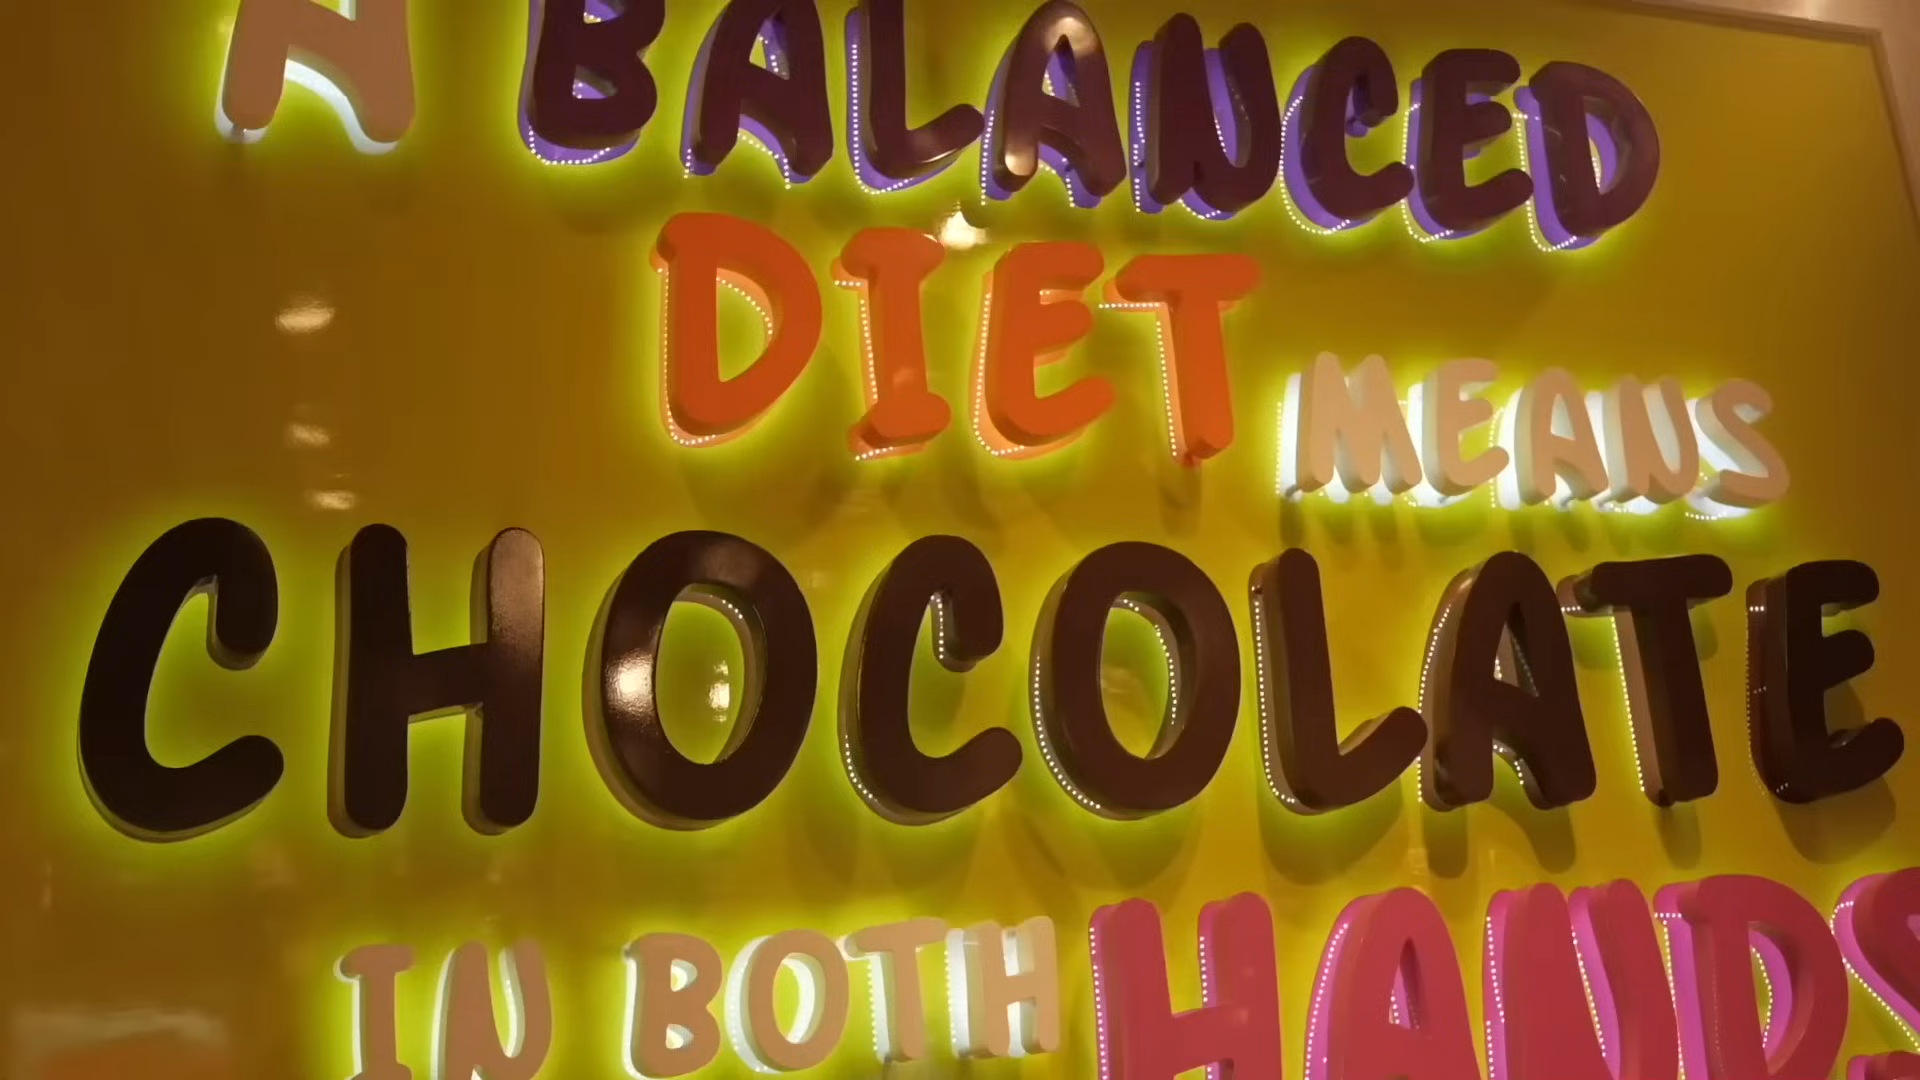 A BALANCED
DIET
MEANS
CHOCOLATE
IN BOTH HANDS